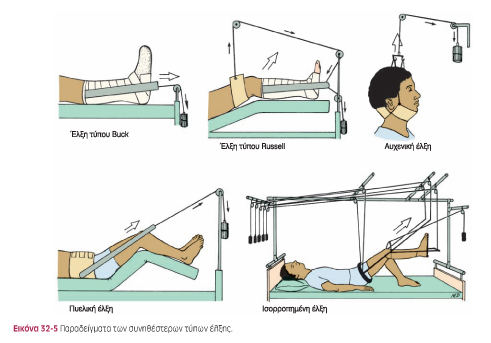 Έλξη τύπου Buck
Έλξη τύπου Russell
Αυχενική έλξη
Πυελική έλξη
Ισορροπημένη έλξη
Εικόνα 32-5 Παραδείγματα των συνηθέστερων τύπων έλξης.